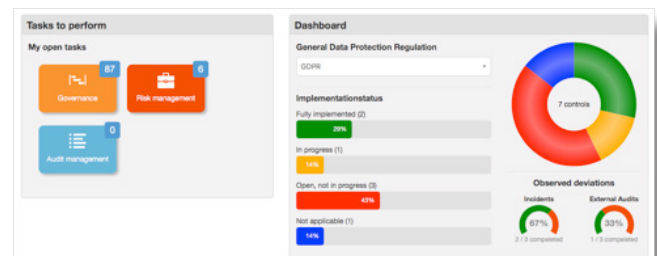 Tasks to perform
My open tasks
87
Governance
6
Risk management
0
Audit management
Dashboard
General Data Protection Regulation
GDPR
Implementationstatus
Fully implemented (2)
29%
In progress (1)
14%
Open, not in progress (3)
43%
Not applicable (1)
14%
7 controls
Observed deviations
Incidents
67%
2 / 3 compeleted
External Audits
33%
1 / 3 compeleted